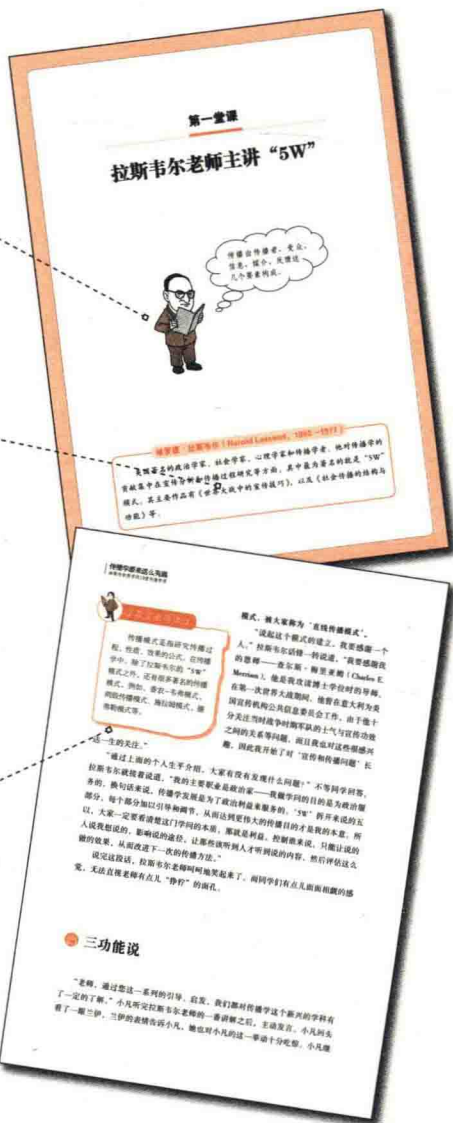 第一堂课
拉斯韦尔老师主讲“5W”
传播由传播者、受众、
信息、媒介、反馈这
几个要素构成。
哈罗德·拉斯韦尔（Harold Lasswell，1902—1977）
美国著名的政治学家、社会学家、心理学家和传播学者。他对传播学的
贡献集中在宣传分析和传播过程研究等方面，其中最为著名的就是“5W”
模式。其主要作品有《世界大战中的宣传技巧》，以及《社会传播的结构与
功能》等。
传播学原来这么有趣
传播模式是指研究传播过
程、性质、效果的公式。在传播
学中，除了拉斯韦尔的“5W”
模式之外，还有很多著名的传播
模式，例如，香农—韦弗模式、
两级传播模式、施拉姆模式、德
弗勒模式等。
模式，被大家称为‘直线传播模式’。
“说起这个模式的建立，我要感谢一个
人。”拉斯韦尔话锋一转说道，“我要感谢我
的恩师——查尔斯·梅里亚姆（Charles E.
Merriam），他是我攻读博士学位时的导师。
在第一次世界大战期间，他曾在意大利为美
国宣传机构公共信息委员会工作，由于他十
分关注当时战争时期军队的士气与宣传功效
之间的关系等问题，而且我也对这些很感兴
趣，因此我开始了对‘宣传和传播问题’长
达一生的关注。”
“通过上面的个人生平介绍，大家有没有发现什么问题？”不等同学回答，
拉斯韦尔就接着说道，“我的主要职业是政治家——我做学问的目的是为政治服
务的，换句话来说，传播学发展是为了政治利益来服务的。‘5W’拆开来说的五
部分，每个部分加以引导和调节，从而达到更伟大的传播目的才是我的本意。所
以，大家一定要看清楚这门学问的本质，那就是利益。控制谁来说，只能让说的
人说我想说的，影响说的途径，让那些该听到人才听到说的内容，然后评估这么
做的效果，从而改进下一次的传播方法。”
说完这段话，拉斯韦尔老师呵呵地笑起来了，而同学们有点儿面面相觑的感
觉，无法直视老师有点儿“狰狞”的面孔。
三功能说
“老师，通过您这一系列的引导、启发，我们都对传播学这个新兴的学科有
了一定的了解。”小凡听完拉斯韦尔老师的一番讲解之后，主动发言。小凡回头
看了一眼兰伊，兰伊的表情告诉小凡，她也对小凡的这一举动十分吃惊。小凡继